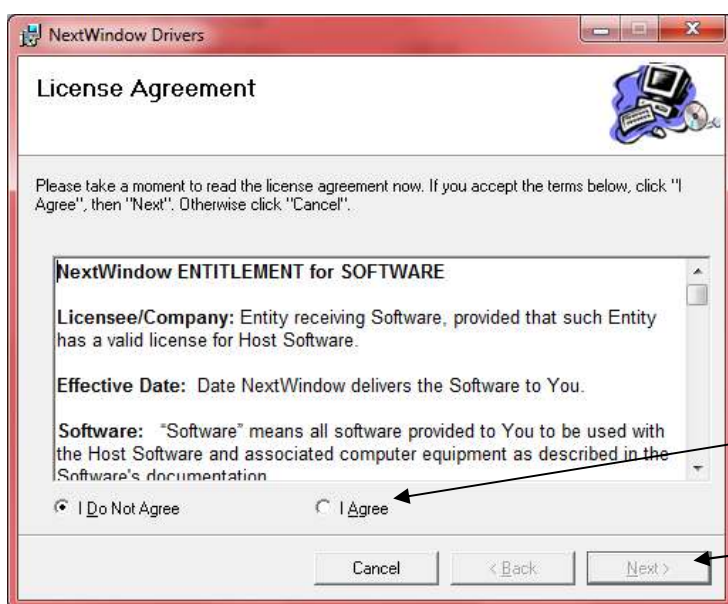 NextWindow Drivers
License Agreement
Please take a moment to read the license agreement now. If you accept the terms below, click "I
Agree", then "Next". Otherwise click "Cancel".
NextWindow ENTITLEMENT for SOFTWARE
Licensee/Company: Entity receiving Software, provided that such Entity
has a valid license for Host Software.
Effective Date: Date NextWindow delivers the Software to You.
Software: “Software” means all software provided to You to be used with
the Host Software and associated computer equipment as described in the
Software's documentation
I Do Not Agree
I Agree
Cancel
< Back
Next >